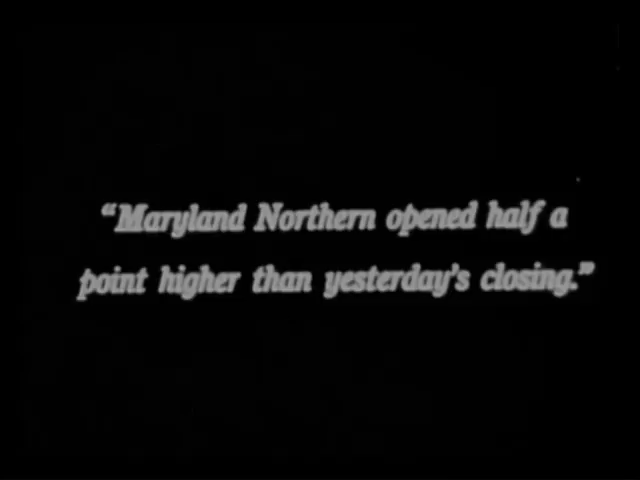 “Maryland Northern opened half a
point higher than yesterday’s closing.”